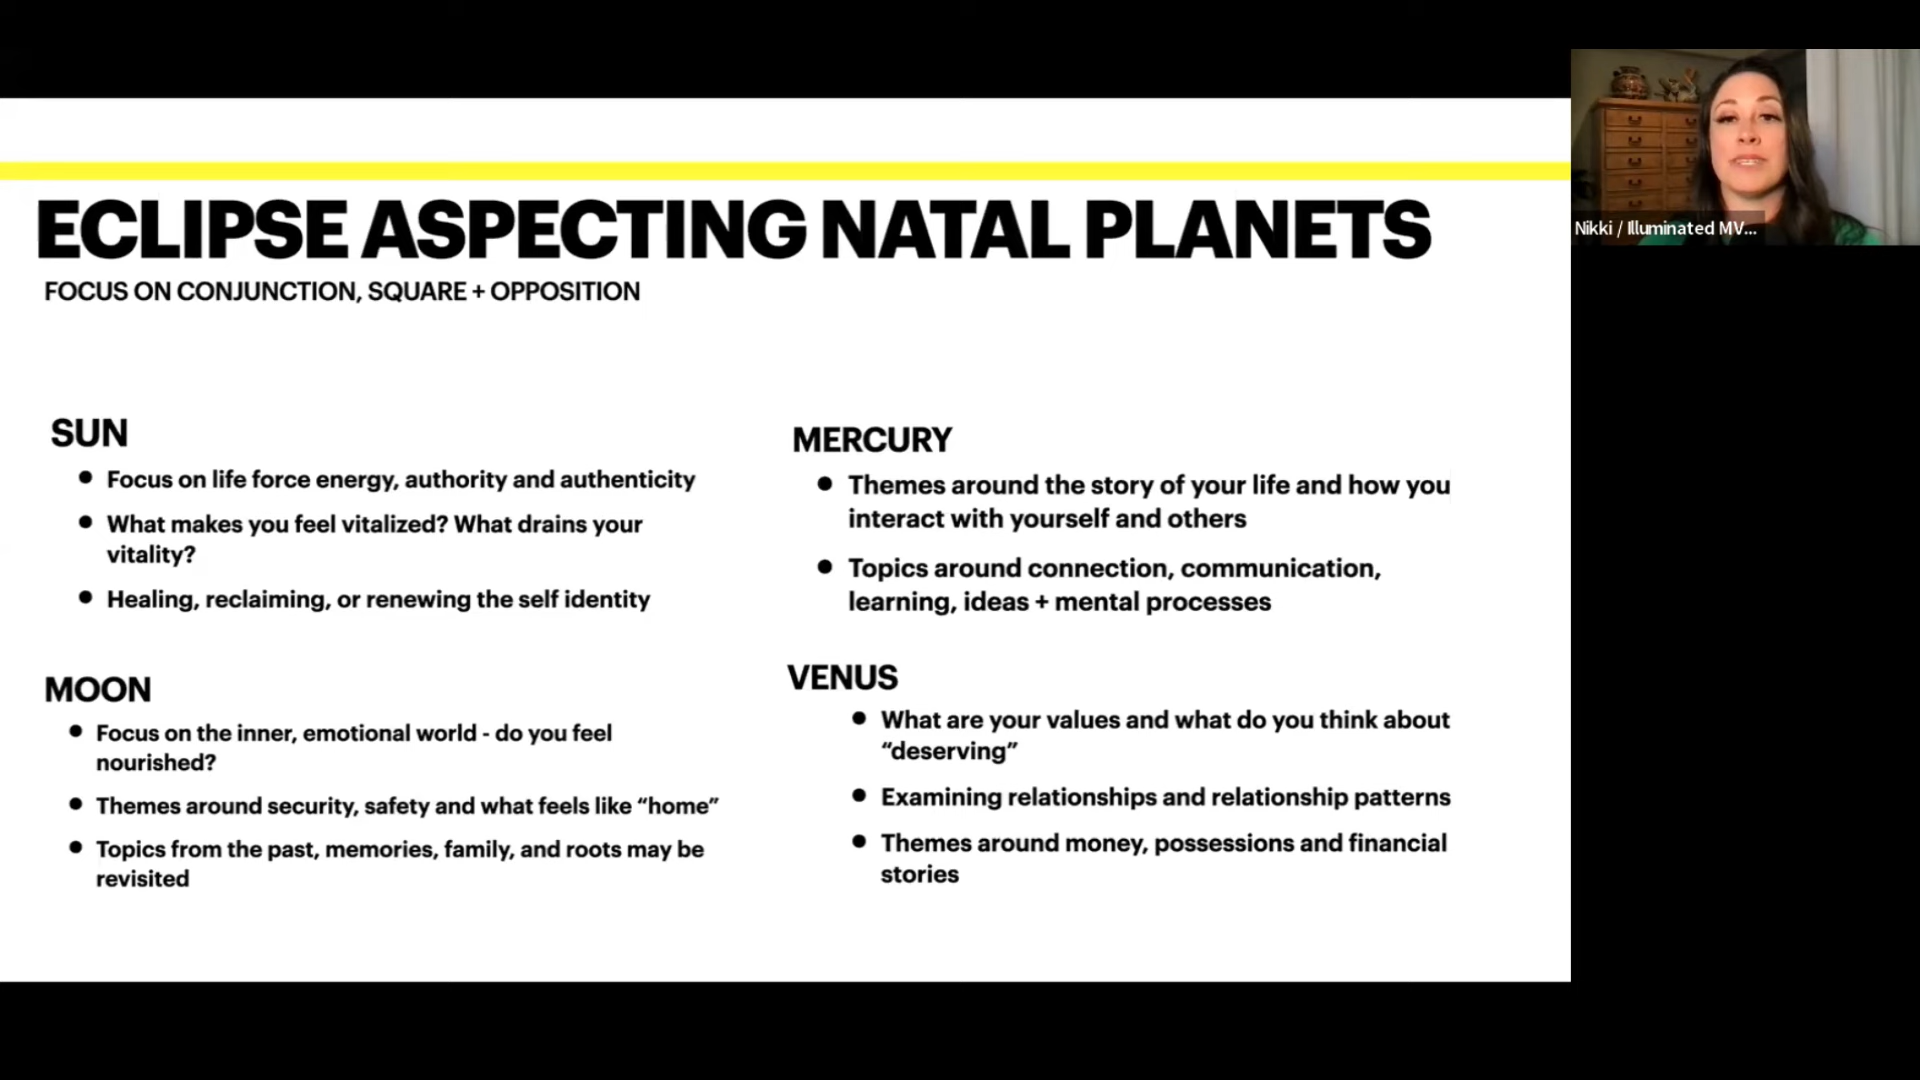 ECLIPSE ASPECTING NATAL PLANETS
FOCUS ON CONJUNCTION, SQUARE + OPPOSITION
SUN
• Focus on life force energy, authority and authenticity
• What makes you feel vitalized? What drains your
vitality?
• Healing, reclaiming, or renewing the self identity
MOON
• Focus on the inner, emotional world - do you feel
nourished?
• Themes around security, safety and what feels like “home”
• Topics from the past, memories, family, and roots may be
revisited
MERCURY
• Themes around the story of your life and how you
interact with yourself and others
• Topics around connection, communication,
learning, ideas + mental processes
VENUS
• What are your values and what do you think about
“deserving”
• Examining relationships and relationship patterns
• Themes around money, possessions and financial
stories
Nikki / Illuminated MV...